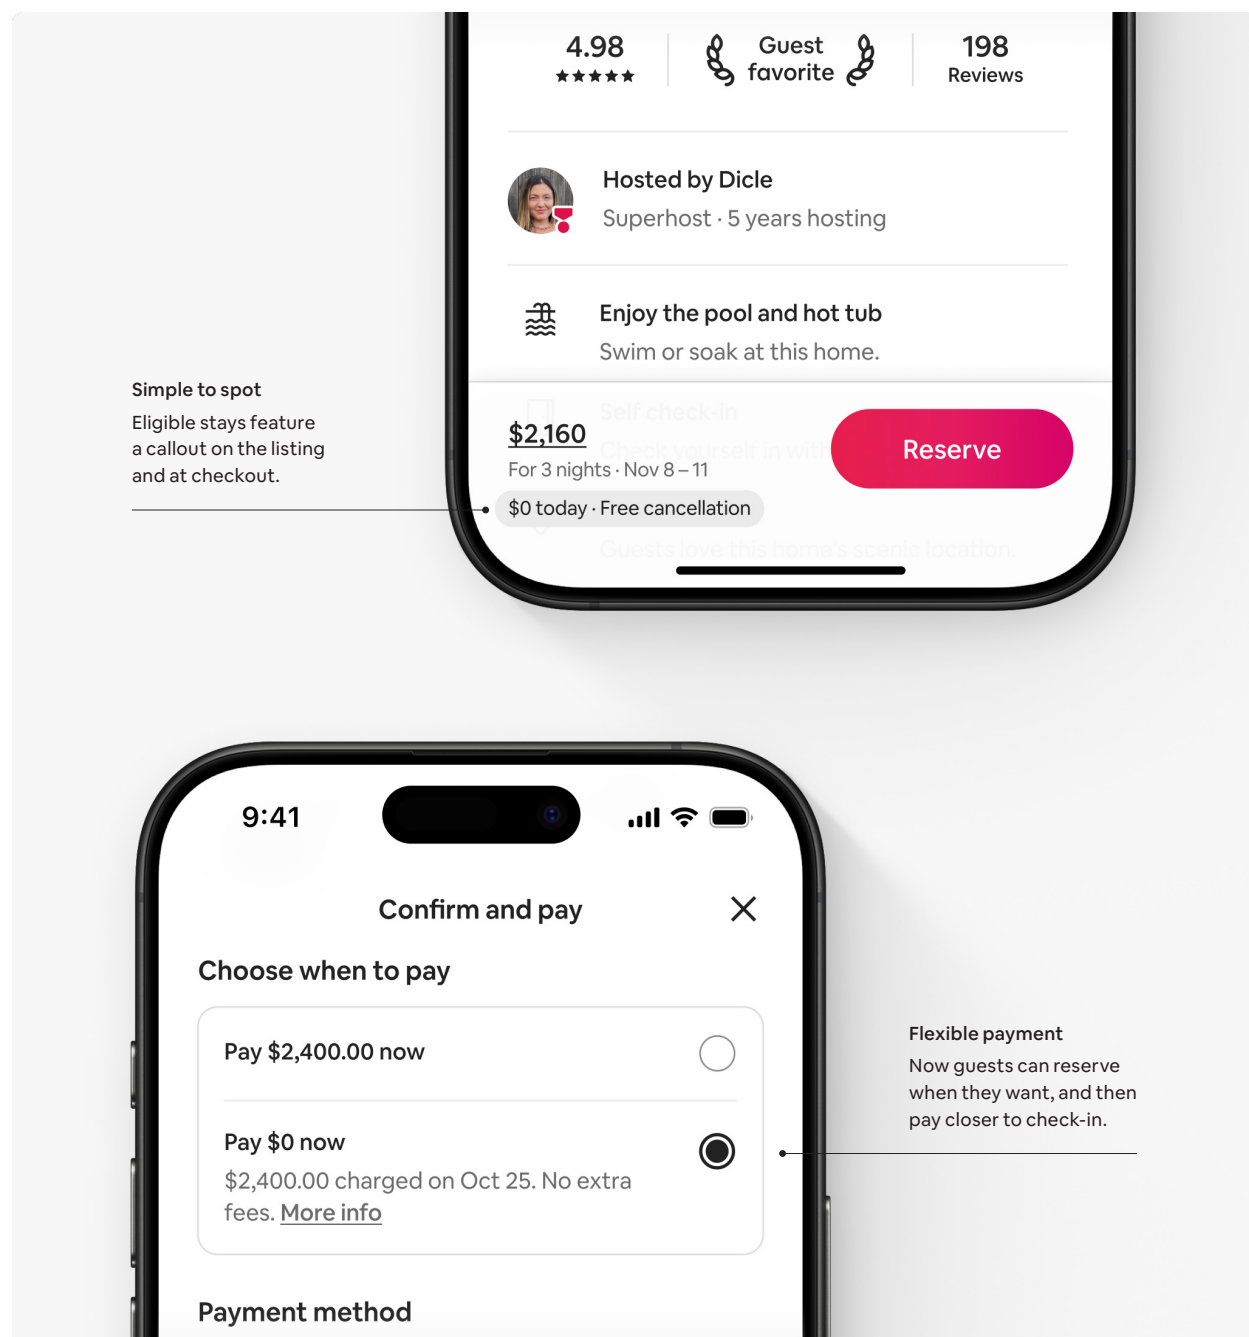 4.98
Guest
favorite
198
Reviews
Hosted by Dicle
Superhost · 5 years hosting
Enjoy the pool and hot tub
Swim or soak at this home.
Simple to spot
Eligible stays feature
a callout on the listing
and at checkout.
Self check-in
Check yourself in with
$2,160
For 3 nights · Nov 8 – 11
Reserve
$0 today · Free cancellation
Guests love this home's scenic location.
9:41
Confirm and pay
Choose when to pay
Pay $2,400.00 now
Pay $0 now
$2,400.00 charged on Oct 25. No extra
fees. More info
Flexible payment
Now guests can reserve
when they want, and then
pay closer to check-in.
Payment method